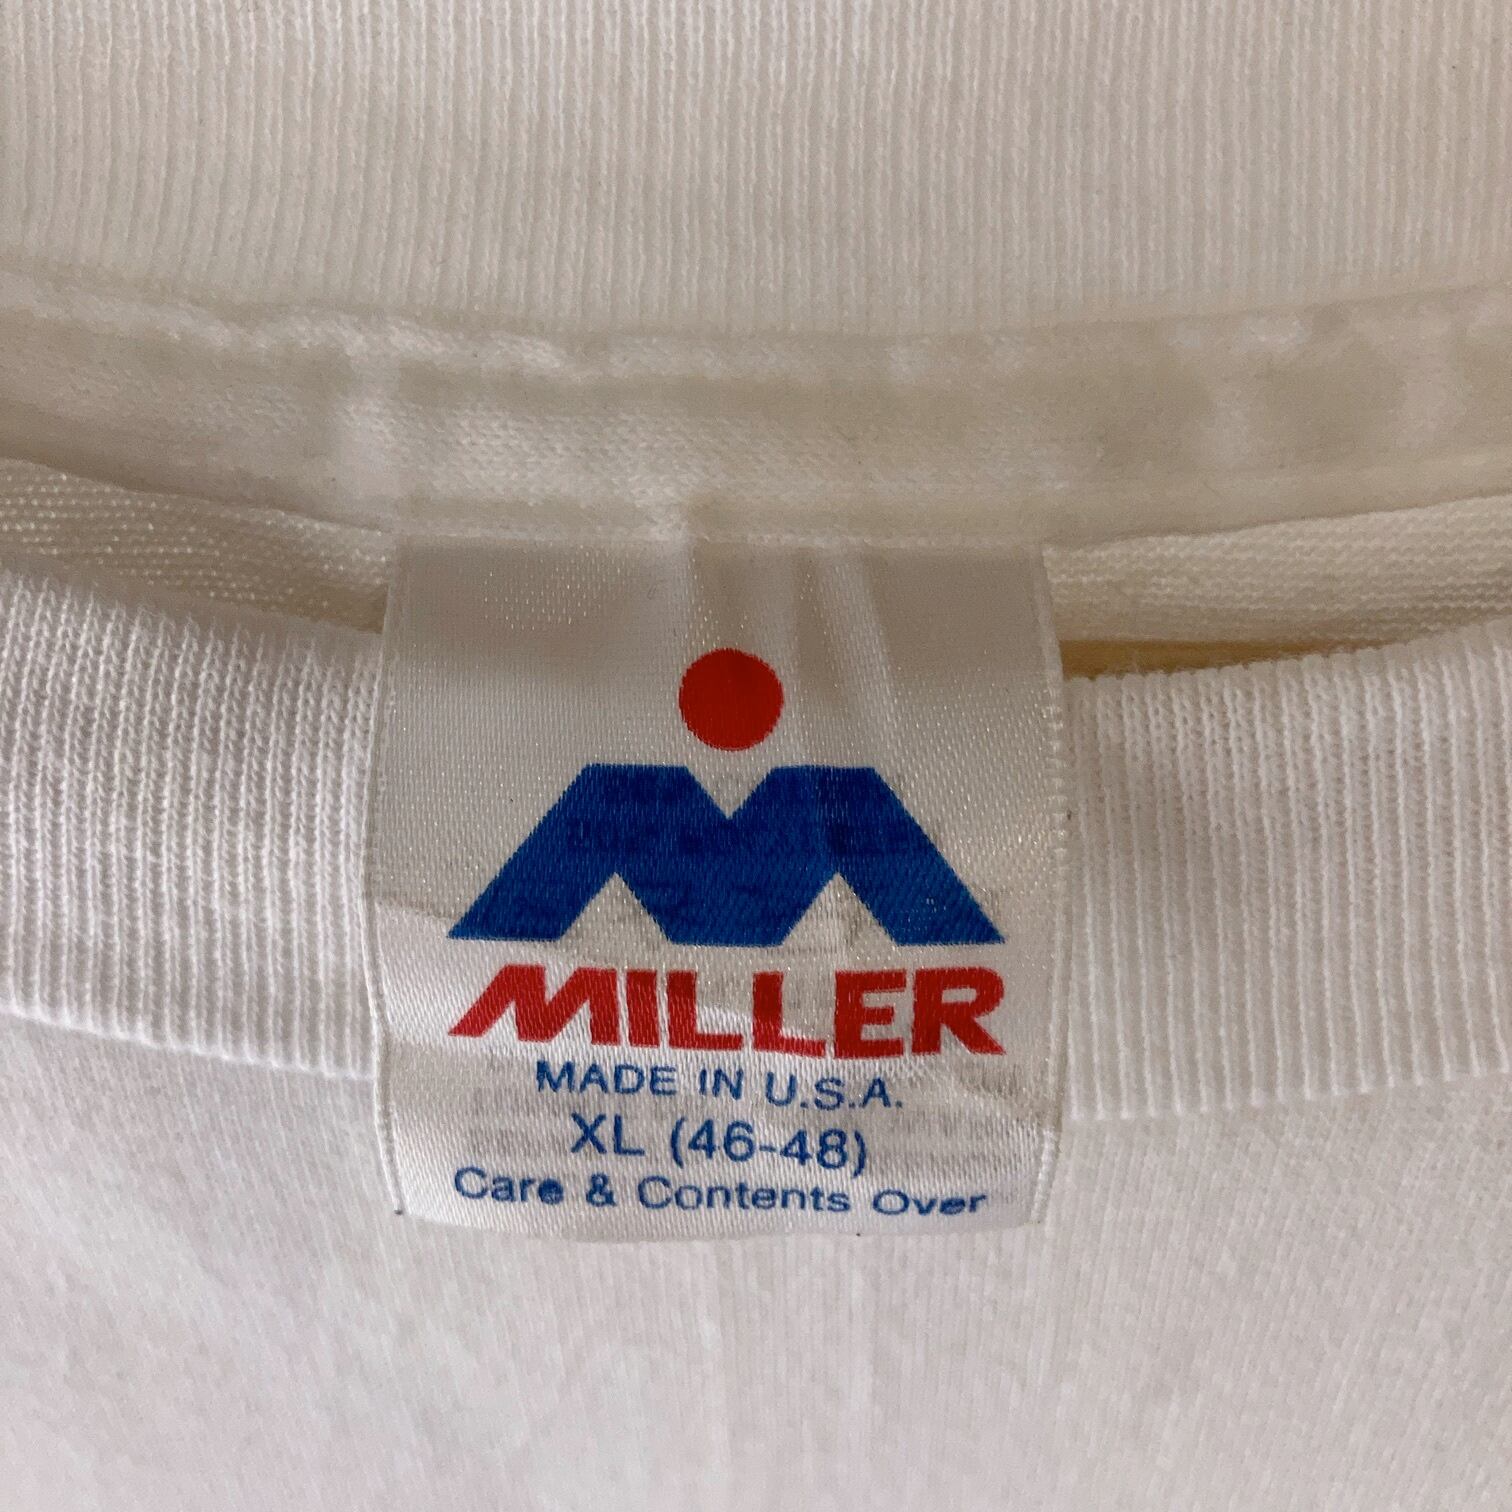 MILLER
MADE IN U.S.A.
XL (46-48)
Care & Contents Over